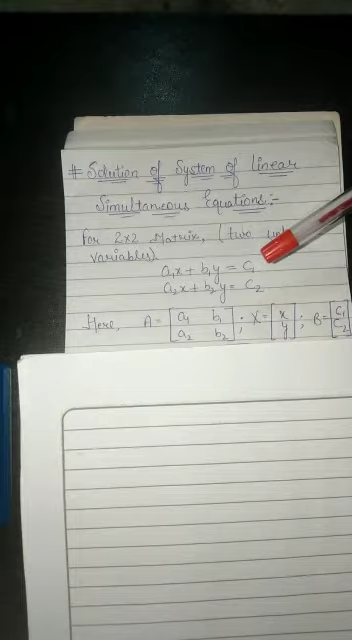 # Solution of System of linear
Simultaneous Equations:-
For 2x2 Matrix, (two
variables)
a₁x + b₁y = C₁
a₂x + b₂y = C₂
Here, A = [a₁ b₁ ; X = [x ; B = [C₁
a₂ b₂] y] C₂]